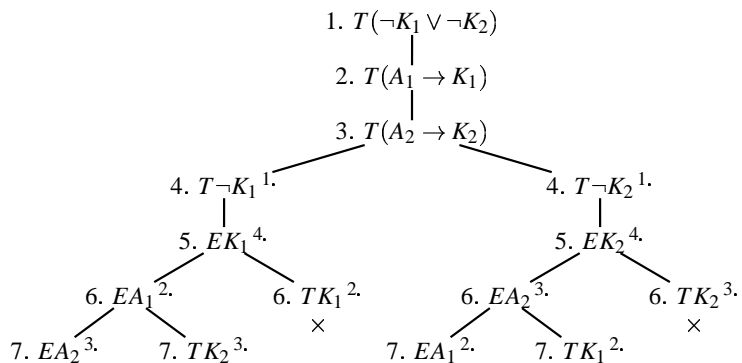 1. T(¬K₁ ∨ ¬K₂)
2. T(A₁ → K₁)
3. T(A₂ → K₂)
4. T¬K₁ ¹· 4. T¬K₂ ¹·
5. EK₁ ⁴· 5. EK₂ ⁴·
6. EA₁ ²· 6. TK₁ ²· 6. EA₂ ³· 6. TK₂ ³·
× ×
7. EA₂ ³· 7. TK₂ ³· 7. EA₁ ²· 7. TK₁ ²·